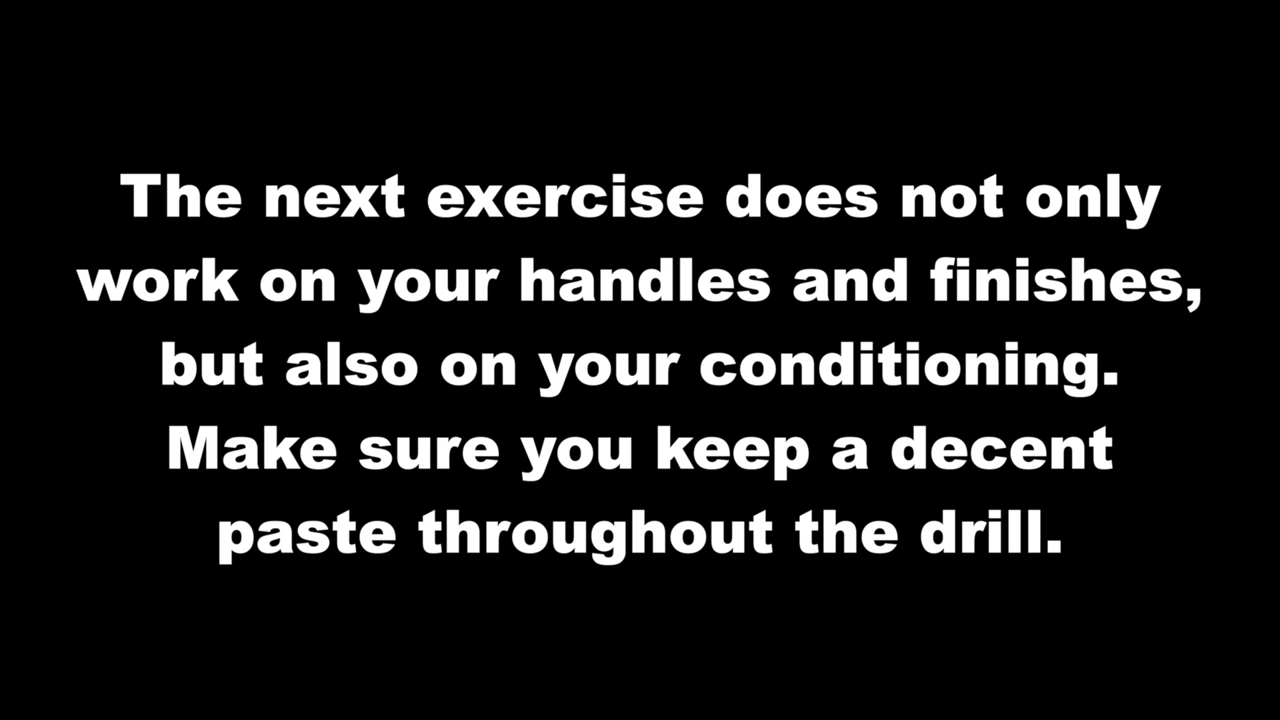 The next exercise does not only
work on your handles and finishes,
but also on your conditioning.
Make sure you keep a decent
paste throughout the drill.